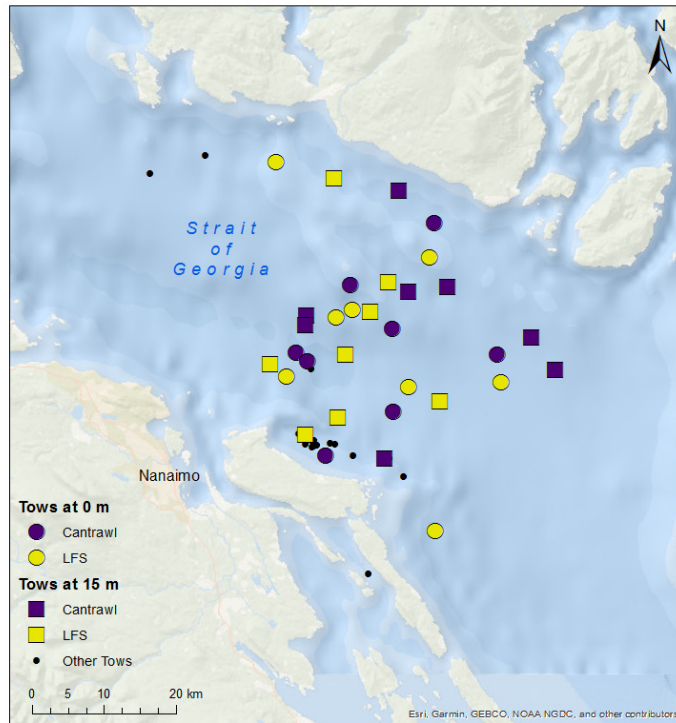 N
Strait
of
Georgia
Nanaimo
Tows at 0 m
Cantrawl
LFS
Tows at 15 m
Cantrawl
LFS
Other Tows
0 5 10 20 km
Esri, Garmin, GEBCO, NOAA NGDC, and other contributors